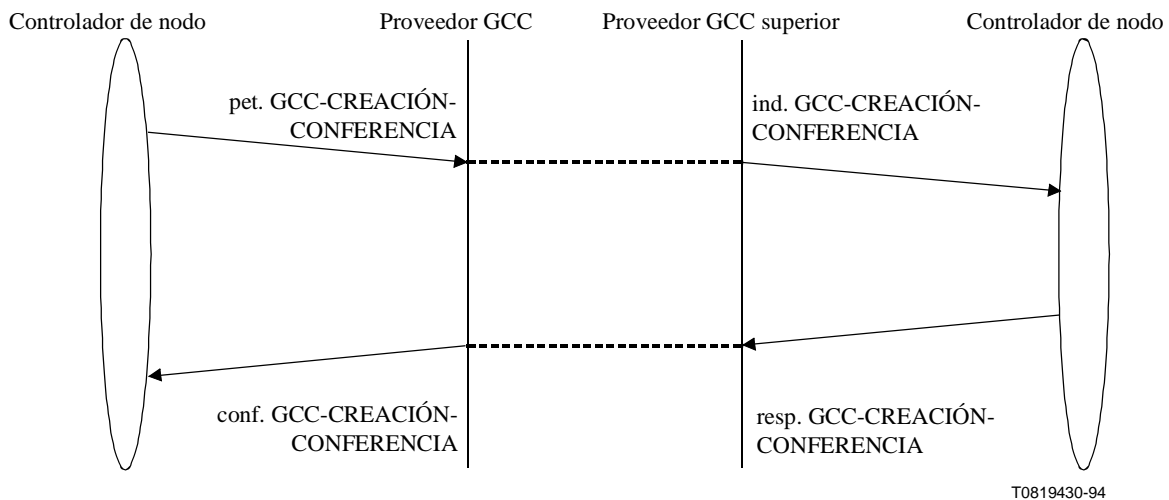 Controlador de nodo
Proveedor GCC
Proveedor GCC superior
Controlador de nodo
pet. GCC-CREACIÓN-
CONFERENCIA
ind. GCC-CREACIÓN-
CONFERENCIA
conf. GCC-CREACIÓN-
CONFERENCIA
resp. GCC-CREACIÓN-
CONFERENCIA
T0819430-94